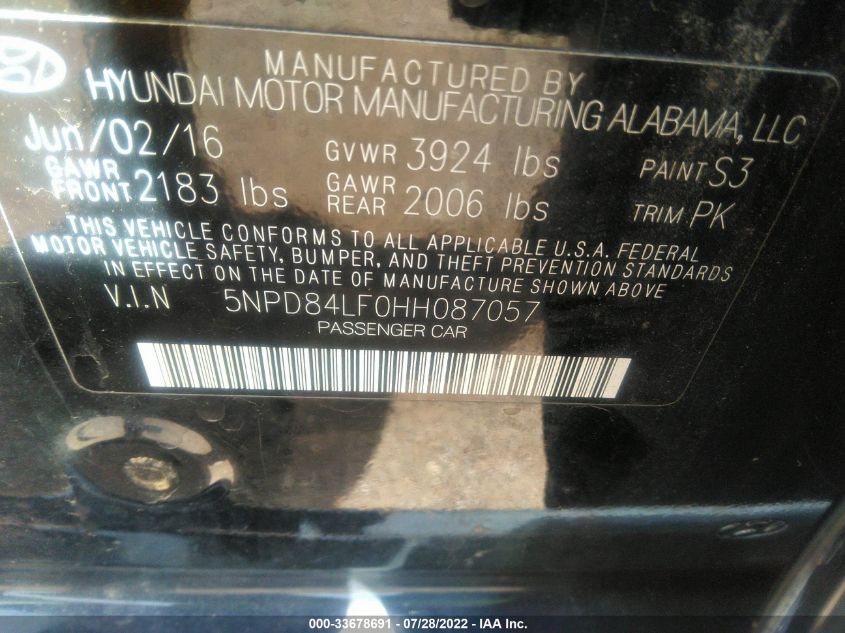 MANUFACTURED BY
HYUNDAI MOTOR MANUFACTURING ALABAMA, LLC
Jun/02/16 GVWR 3924 lbs PAINT S3
GAWR FRONT 2183 lbs GAWR REAR 2006 lbs TRIM PK
THIS VEHICLE CONFORMS TO ALL APPLICABLE U.S.A. FEDERAL
MOTOR VEHICLE SAFETY, BUMPER, AND THEFT PREVENTION STANDARDS
IN EFFECT ON THE DATE OF MANUFACTURE SHOWN ABOVE
V.I.N 5NPD84LF0HH087057
PASSENGER CAR
000-33678691 - 07/28/2022 - IAA Inc.